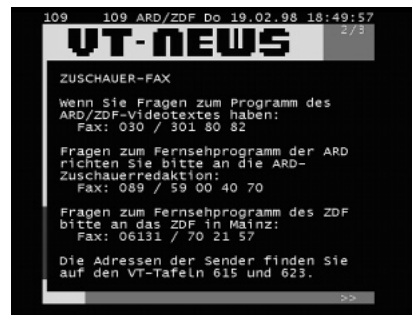 109 109 ARD/ZDF Do 19.02.98 18:49:57
VT-NEWS 2/3
ZUSCHAUER-FAX
Wenn Sie Fragen zum Programm des
ARD/ZDF-Videotextes haben:
Fax: 030 / 301 80 82
Fragen zum Fernsehprogramm der ARD
richten Sie bitte an die ARD-
Zuschauerredaktion:
Fax: 089 / 59 00 40 70
Fragen zum Fernsehprogramm des ZDF
bitte an das ZDF in Mainz:
Fax: 06131 / 70 21 57
Die Adressen der Sender finden Sie
auf den VT-Tafeln 615 und 623.
>>